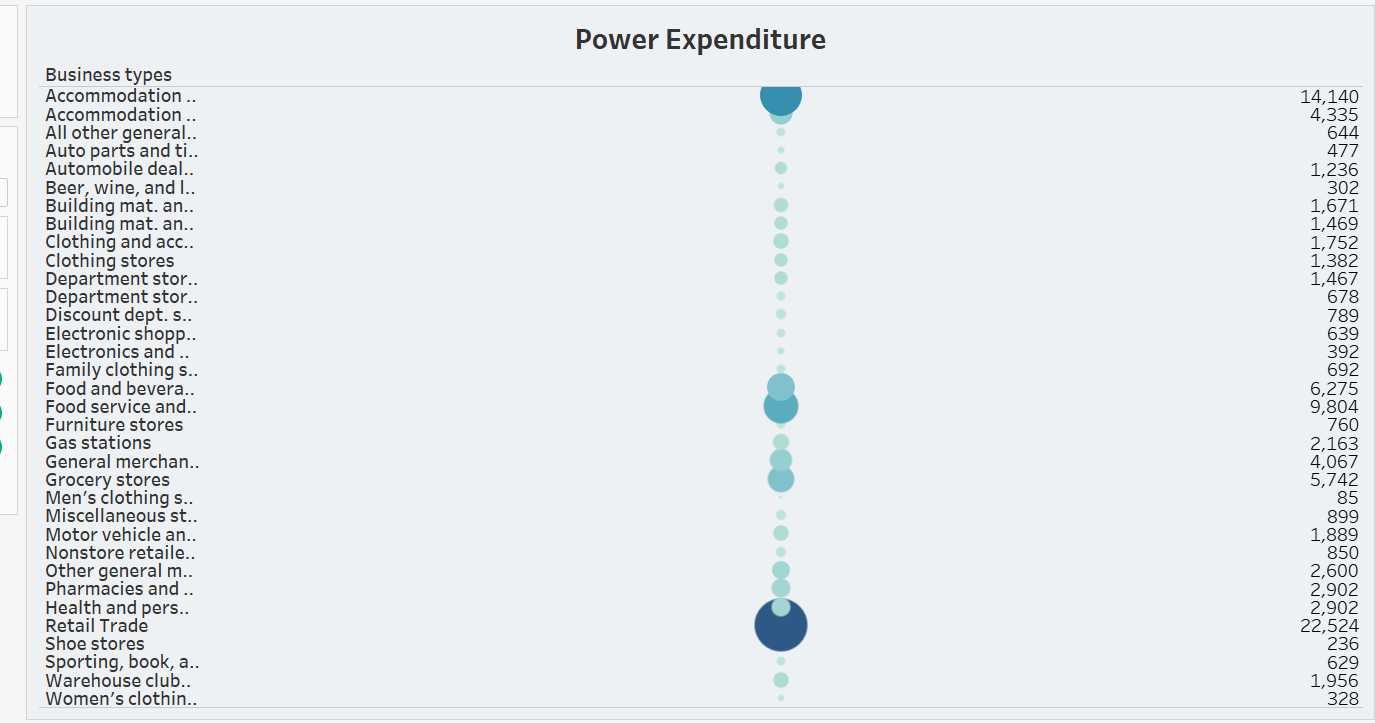 Power Expenditure
Business types
Accommodation .. 14,140
Accommodation .. 4,335
All other general.. 644
Auto parts and ti.. 477
Automobile deal.. 1,236
Beer, wine, and l.. 302
Building mat. an.. 1,671
Building mat. an.. 1,469
Clothing and acc.. 1,752
Clothing stores 1,382
Department stor.. 1,467
Department stor.. 678
Discount dept. s.. 789
Electronic shopp.. 639
Electronics and .. 392
Family clothing s.. 692
Food and bevera.. 6,275
Food service and.. 9,804
Furniture stores 760
Gas stations 2,163
General merchan.. 4,067
Grocery stores 5,742
Men's clothing s.. 85
Miscellaneous st.. 899
Motor vehicle an.. 1,889
Nonstore retaile.. 850
Other general m.. 2,600
Pharmacies and .. 2,902
Health and pers.. 2,902
Retail Trade 22,524
Shoe stores 236
Sporting, book, a.. 629
Warehouse club.. 1,956
Women's clothin.. 328